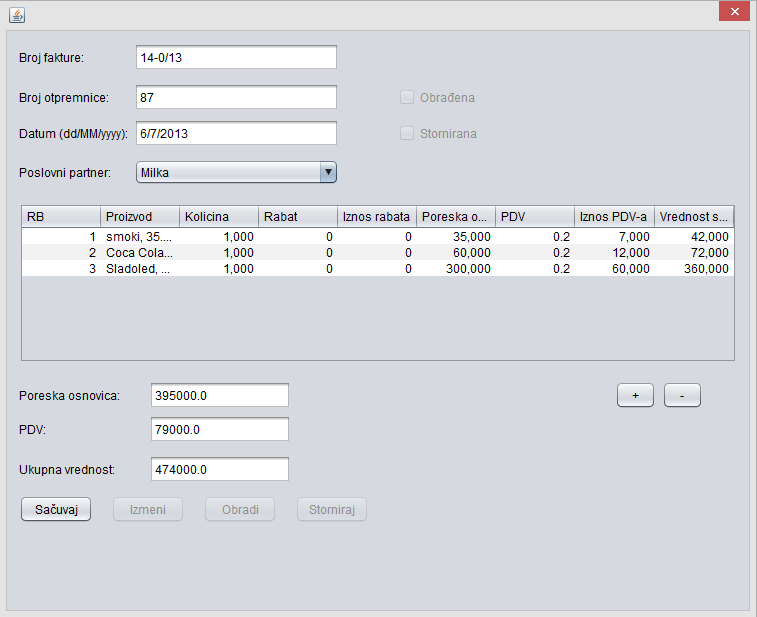 Broj fakture: 14-0/13
Broj otpremnice: 87 Obrađena
Datum (dd/MM/yyyy): 6/7/2013 Stornirana
Poslovni partner: Milka
RB Proizvod Kolicina Rabat Iznos rabata Poreska o... PDV Iznos PDV-a Vrednost s...
1 smoki, 35.... 1,000 0 0 35,000 0.2 7,000 42,000
2 Coca Cola... 1,000 0 0 60,000 0.2 12,000 72,000
3 Sladoled, ... 1,000 0 0 300,000 0.2 60,000 360,000
Poreska osnovica: 395000.0 + -
PDV: 79000.0
Ukupna vrednost: 474000.0
Sačuvaj Izmeni Obradi Storniraj